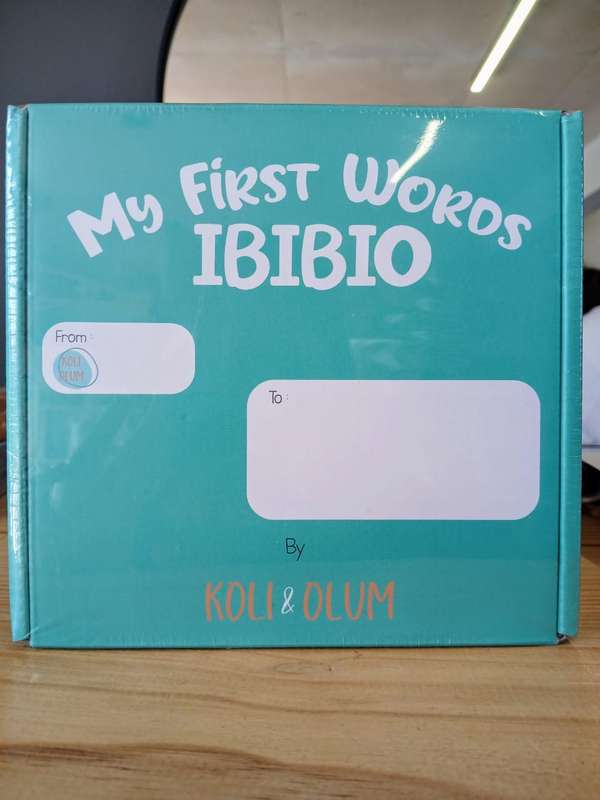 My First Words
IBIBIO
From :
KOLI
OLUM
To :
By
KOLI & OLUM